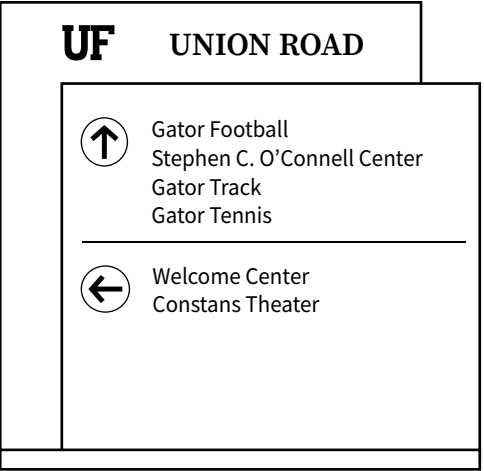 UF UNION ROAD
Gator Football
Stephen C. O'Connell Center
Gator Track
Gator Tennis
Welcome Center
Constans Theater